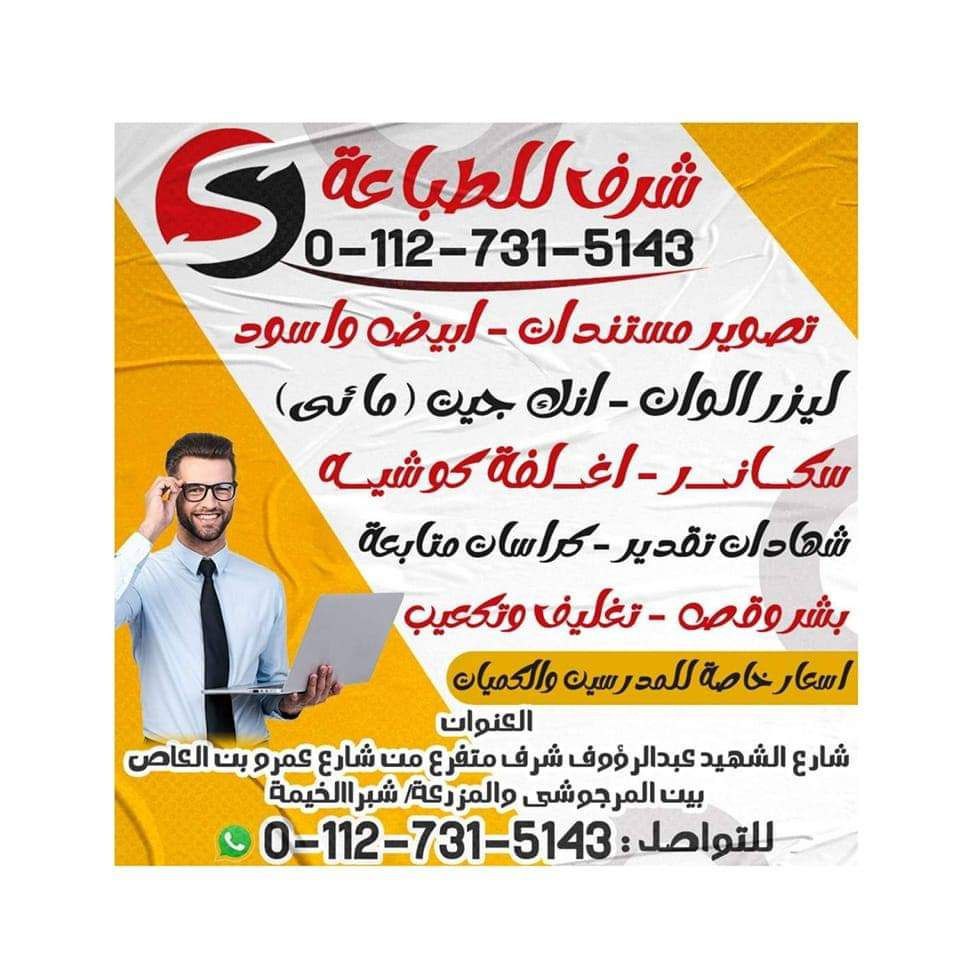 شرف للطباعة
0-112-731-5143
تصوير مستندات - ابيض واسود
ليزر الوان - انك جيت (مائى)
سكانر - اغلفة كوشيه
شهادات تقدير - كراسات متابعة
بشر وقص - تغليف وتكعيب
اسعار خاصة للمدرسين والكميات
العنوان
شارع الشهيد عبدالرؤوف شرف متفرع من شارع عمرو بن العاص
بين المرجوشى والمزرعة/ شبراالخيمة
للتواصل : 0-112-731-5143